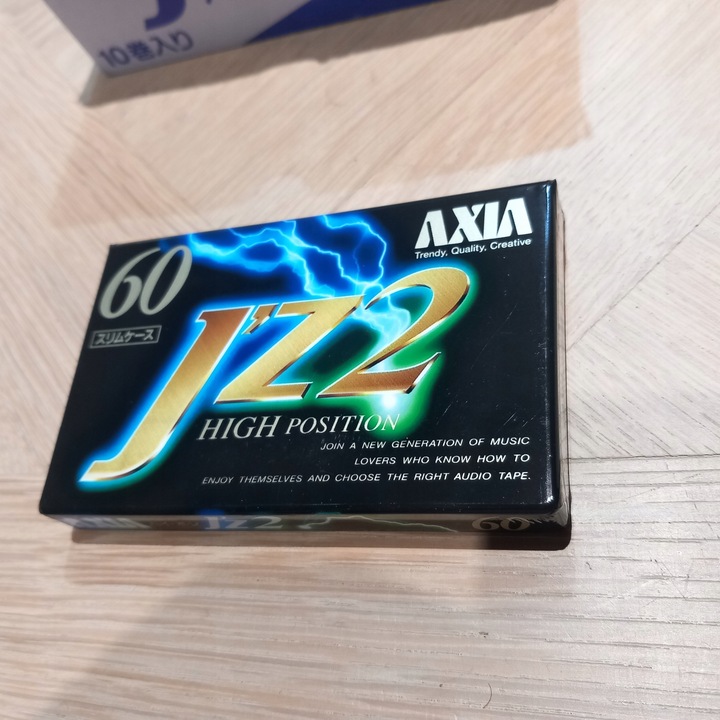 10巻入り
AXIA
Trendy, Quality, Creative
60
スリムケース
J'Z2
HIGH POSITION
JOIN A NEW GENERATION OF MUSIC
LOVERS WHO KNOW HOW TO
ENJOY THEMSELVES AND CHOOSE THE RIGHT AUDIO TAPE.
AXIA J'Z2 60